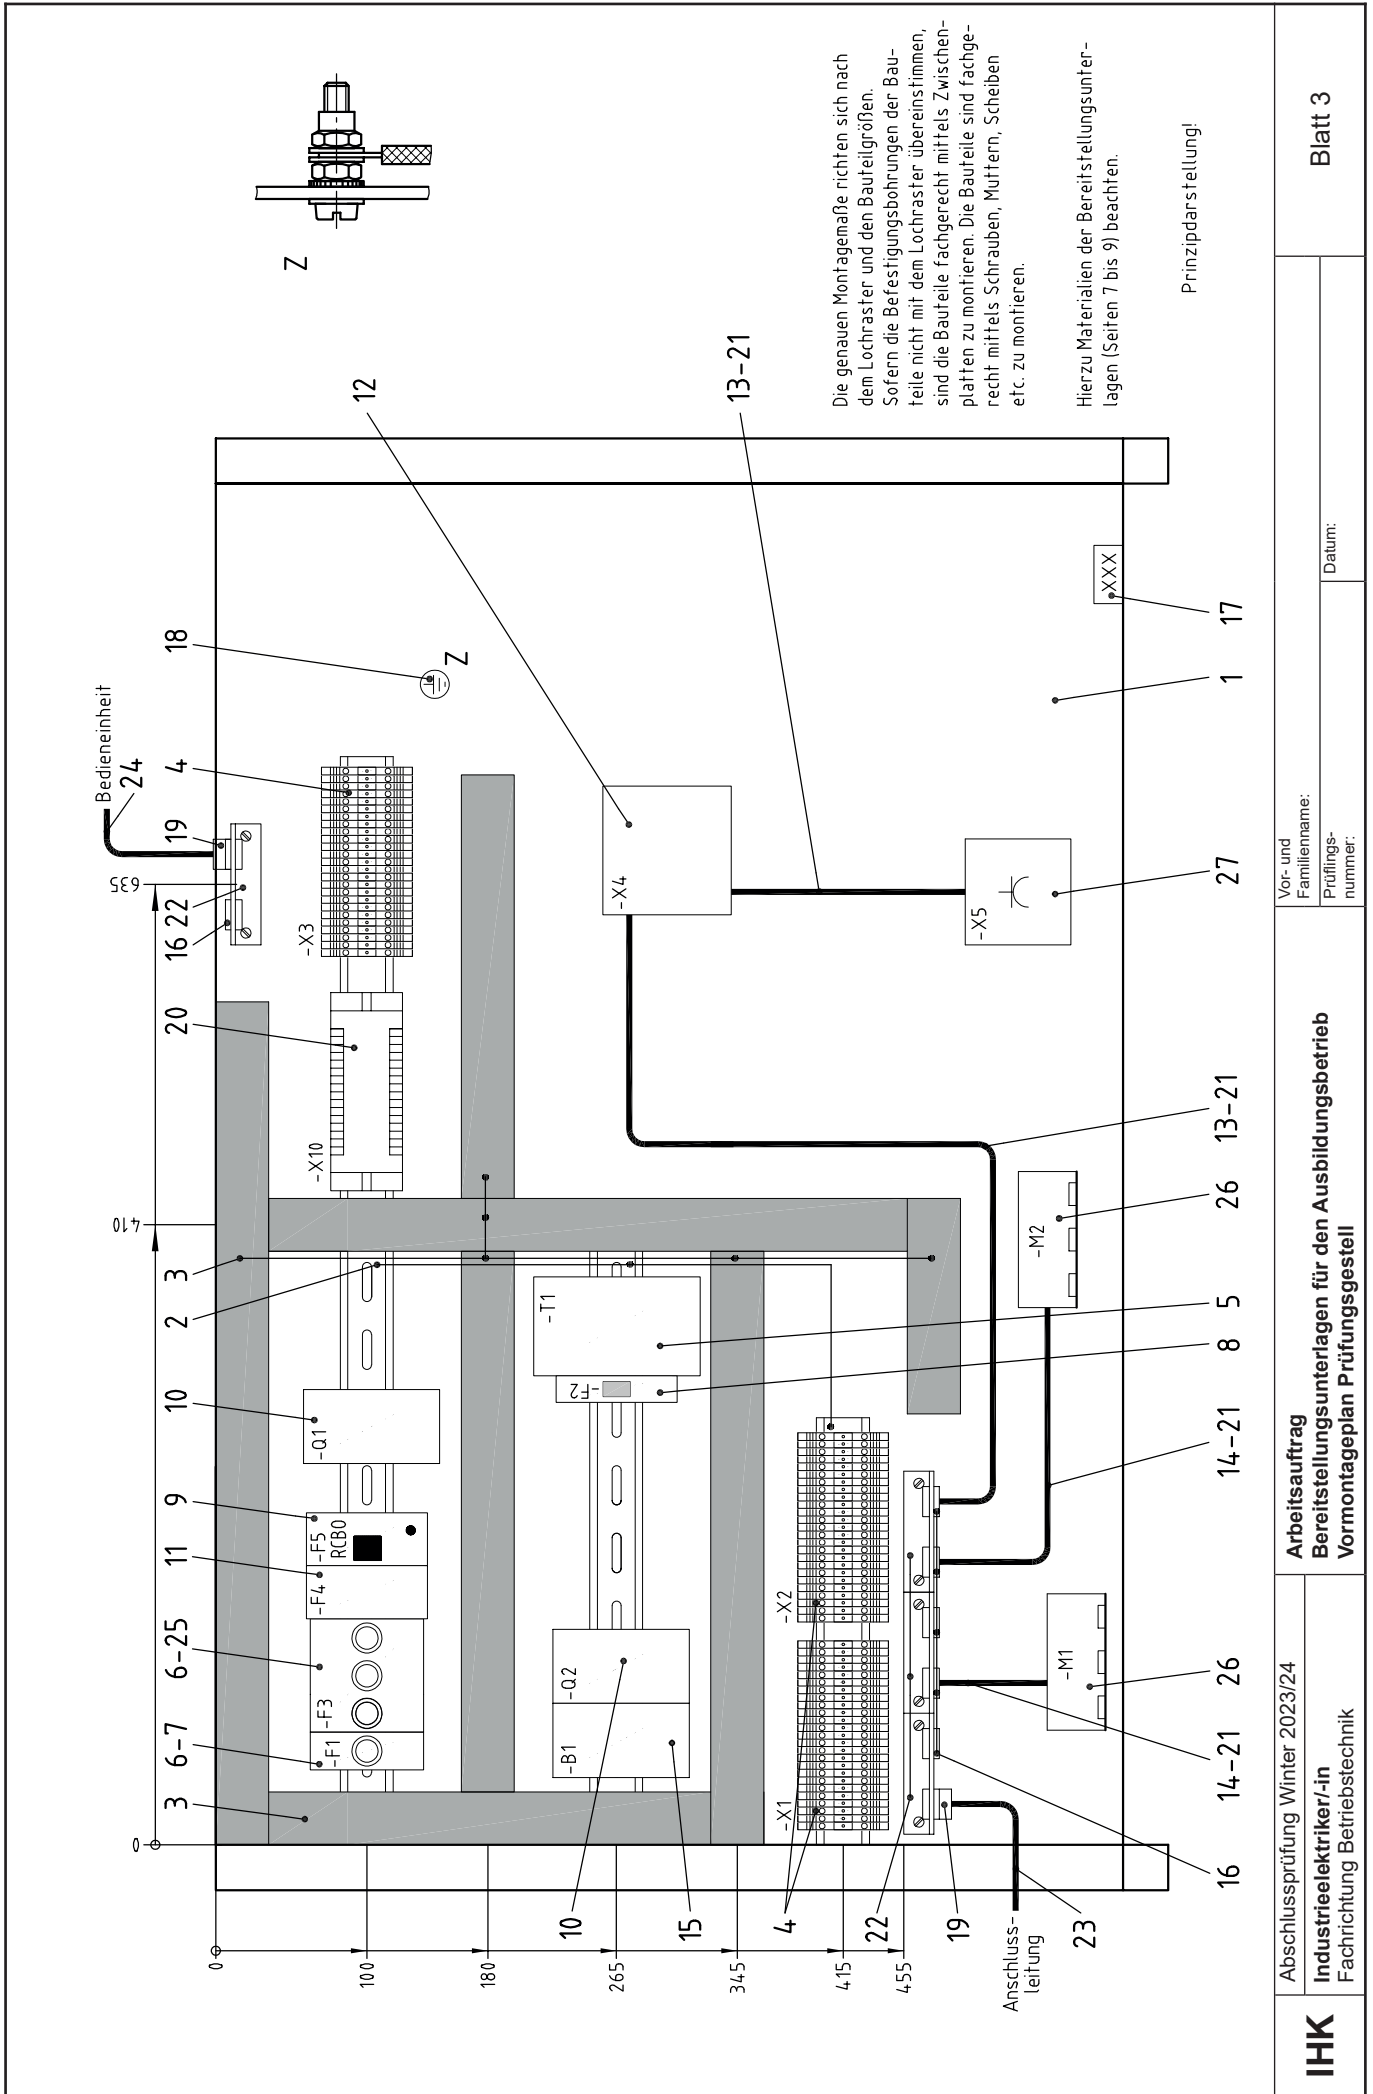 Bedieneinheit
24
4
19
635
22
16
18
Z
Z
12
20
410
3
2
10
9
11
6-25
6-7
3
0
-X3
-X10
-Q1
-F5
RCBO
-F4
-F3
-F1
0
100
180
265
345
415
455
-T1
-F2
-Q2
-B1
10
15
-X4
13-21
-X5
-X2
-X1
4
22
19
Anschluss-
leitung
23
-M2
-M1
XXX
16
14-21
26
14-21
8
5
26
13-21
27
1
17
Die genauen Montagemaße richten sich nach
dem Lochraster und den Bauteilgrößen.
Sofern die Befestigungsbohrungen der Bau-
teile nicht mit dem Lochraster übereinstimmen,
sind die Bauteile fachgerecht mittels Zwischen-
platten zu montieren. Die Bauteile sind fachge-
recht mittels Schrauben, Muttern, Scheiben
etc. zu montieren.
Hierzu Materialien der Bereitstellungsunter-
lagen (Seiten 7 bis 9) beachten.
Prinzipdarstellung!
IHK
Abschlussprüfung Winter 2023/24
Industrieelektriker/-in
Fachrichtung Betriebstechnik
Arbeitsauftrag
Bereitstellungsunterlagen für den Ausbildungsbetrieb
Vormontageplan Prüfungsgestell
Vor- und
Familienname:
Prüflings-
nummer:
Datum:
Blatt 3